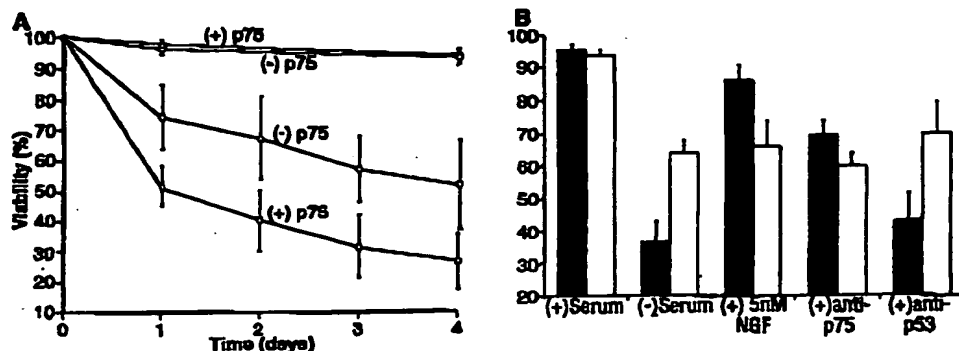 A
(+) p75
(-) p75
(-) p75
(+) p75
Viability (%)
100
90
80
70
60
50
40
30
20
10
0
1
2
3
4
Time (days)
B
100
90
80
70
60
50
40
30
20
(+)Serum
(-)Serum
(+) 5nM
NGF
(+)anti-
p75
(+)anti-
p53